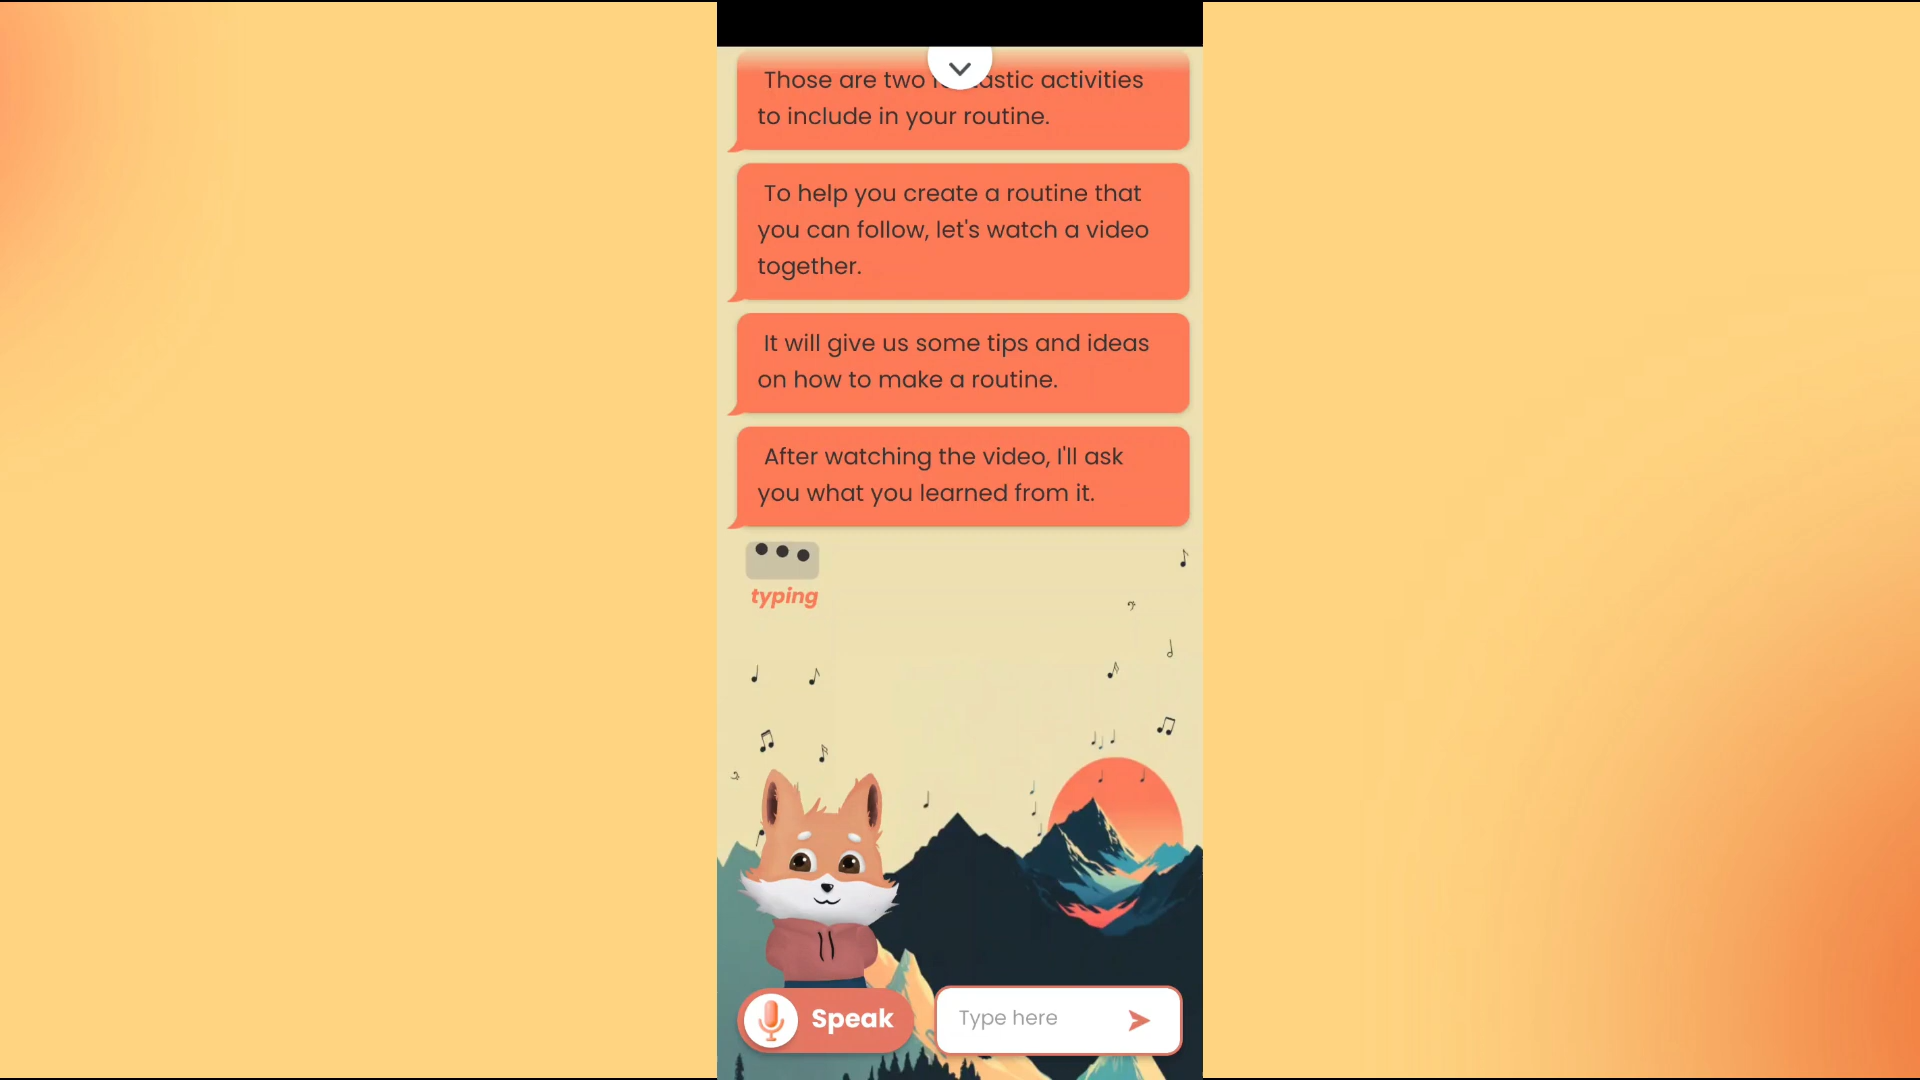 Those are two fantastic activities
to include in your routine.
To help you create a routine that
you can follow, let's watch a video
together.
It will give us some tips and ideas
on how to make a routine.
After watching the video, I'll ask
you what you learned from it.
typing
Speak
Type here